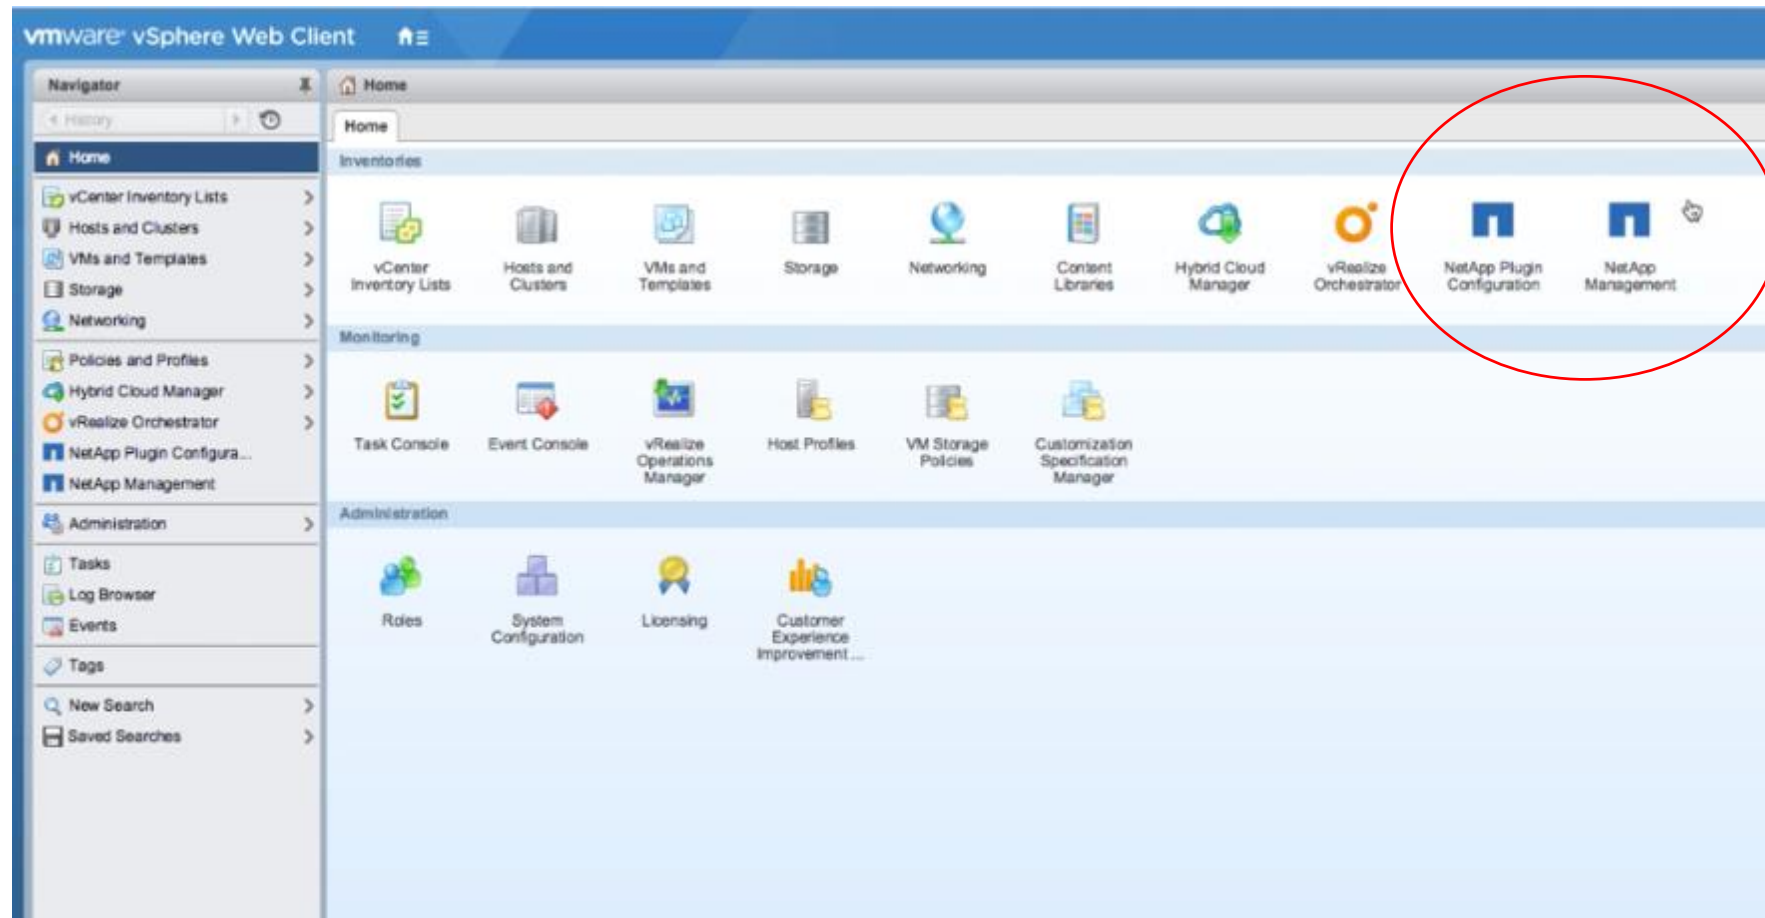 vmware vSphere Web Client
Navigator
History
Home
vCenter Inventory Lists
Hosts and Clusters
VMs and Templates
Storage
Networking
Policies and Profiles
Hybrid Cloud Manager
vRealize Orchestrator
NetApp Plugin Configura...
NetApp Management
Administration
Tasks
Log Browser
Events
Tags
New Search
Saved Searches
Home
Home
Inventories
vCenter
Inventory Lists
Hosts and
Clusters
VMs and
Templates
Storage
Networking
Content
Libraries
Hybrid Cloud
Manager
vRealize
Orchestrator
NetApp Plugin
Configuration
NetApp
Management
Monitoring
Task Console
Event Console
vRealize
Operations
Manager
Host Profiles
VM Storage
Policies
Customization
Specification
Manager
Administration
Roles
System
Configuration
Licensing
Customer
Experience
Improvement ...